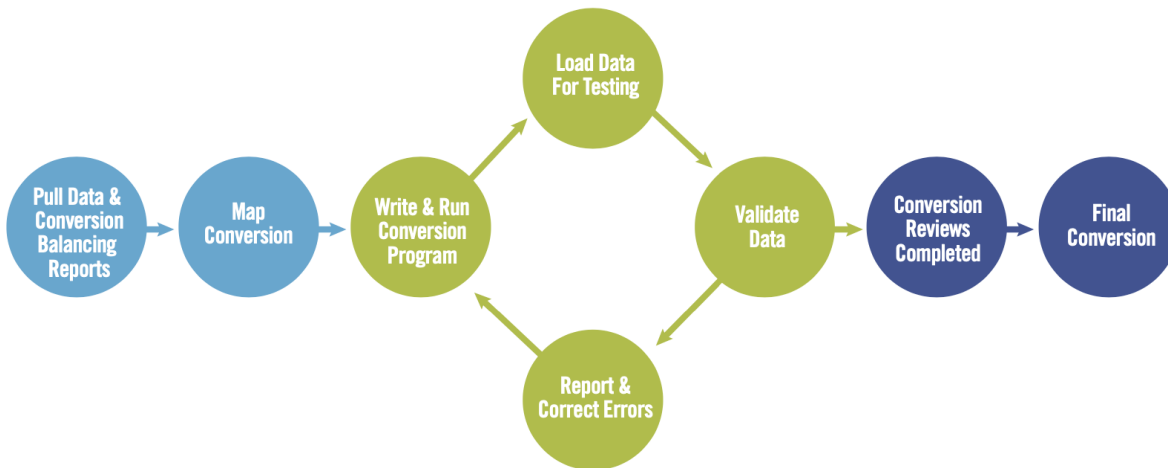 Pull Data &
Conversion
Balancing
Reports
Map
Conversion
Write & Run
Conversion
Program
Load Data
For Testing
Validate
Data
Report &
Correct Errors
Conversion
Reviews
Completed
Final
Conversion